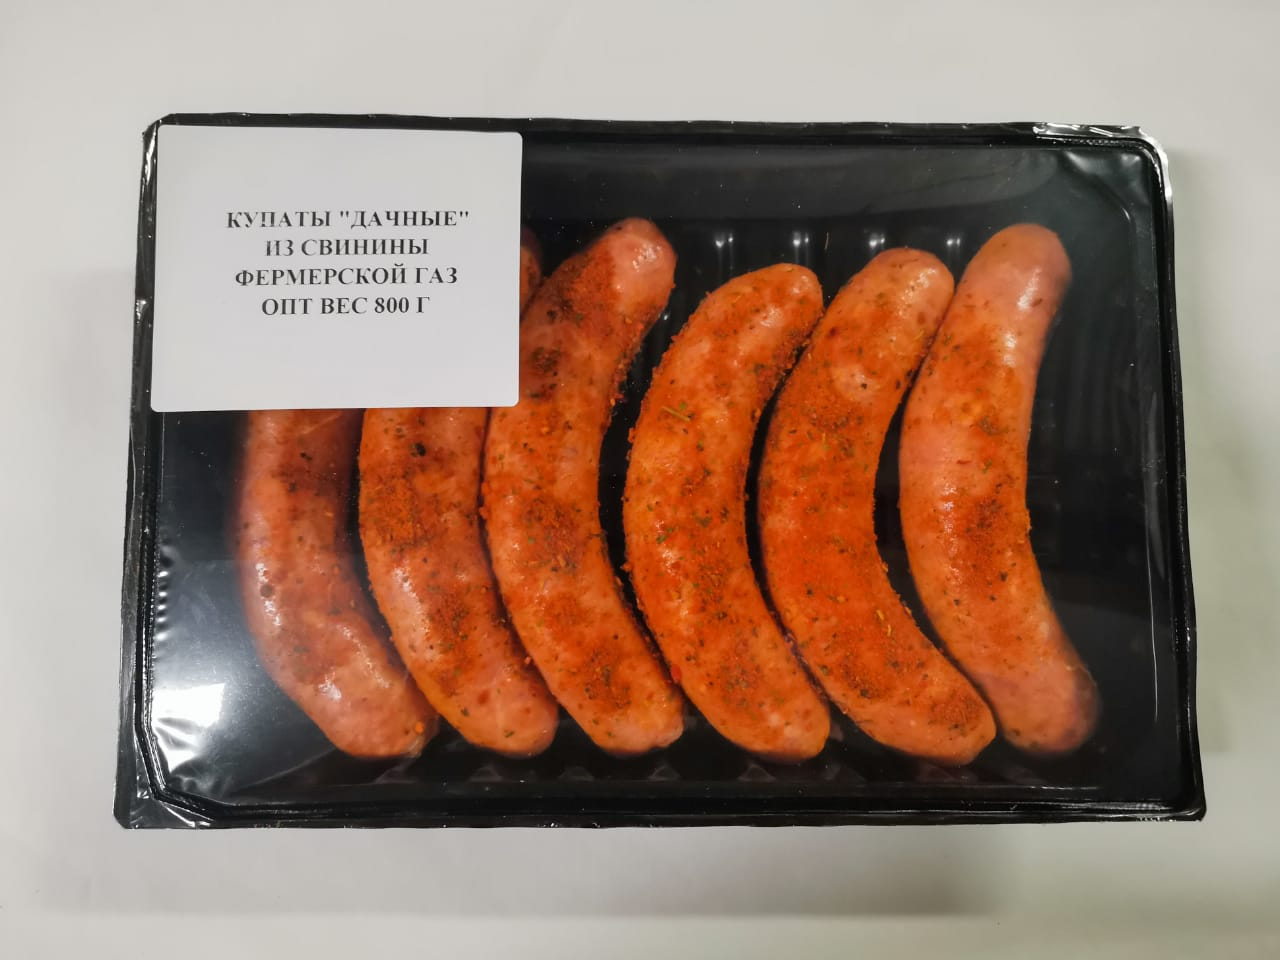 КУПАТЫ "ДАЧНЫЕ"
ИЗ СВИНИНЫ
ФЕРМЕРСКОЙ ГАЗ
ОПТ ВЕС 800 Г